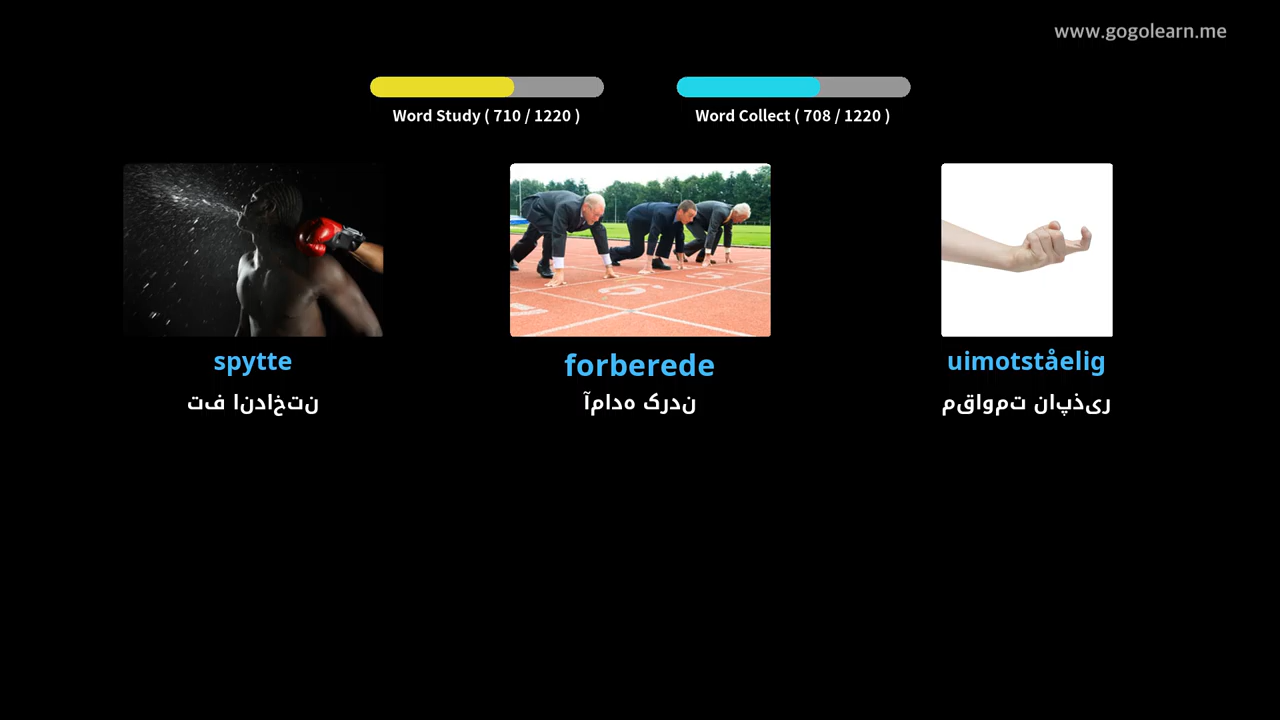 www.gogolearn.me
Word Study ( 710 / 1220 )
Word Collect ( 708 / 1220 )
spytte
forberede
uimotståelig
تف انداختن
آماده کردن
مقاومت ناپذیر